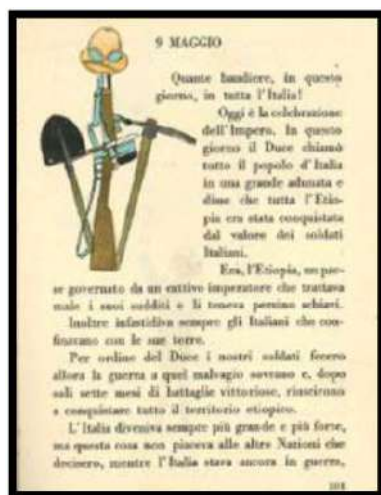 9 MAGGIO
Quante bandiere, in questo
giorno, in tutta l'Italia!
Oggi è la celebrazione
dell'Impero. In questo
giorno il Duce chiamò
tutto il popolo d'Italia
in una grande adunata e
disse che tutta l'Etio-
pia era stata conquistata
dal valore dei soldati
Italiani.
Era, l'Etiopia, un pae-
se governato da un cattivo imperatore che trattava
male i suoi sudditi e li teneva persino schiavi.
Inoltre infastidiva sempre gli Italiani che con-
finavano con le sue terre.
Per ordine del Duce i nostri soldati fecero
allora la guerra a quel malvagio sovrano e, dopo
soli sette mesi di battaglie vittoriose, riuscirono
a conquistare tutto il territorio etiopico.
L'Italia diveniva sempre più grande e più forte,
ma questa cosa non piaceva alle altre Nazioni che
decisero, mentre l'Italia stava ancora in guerra,
101